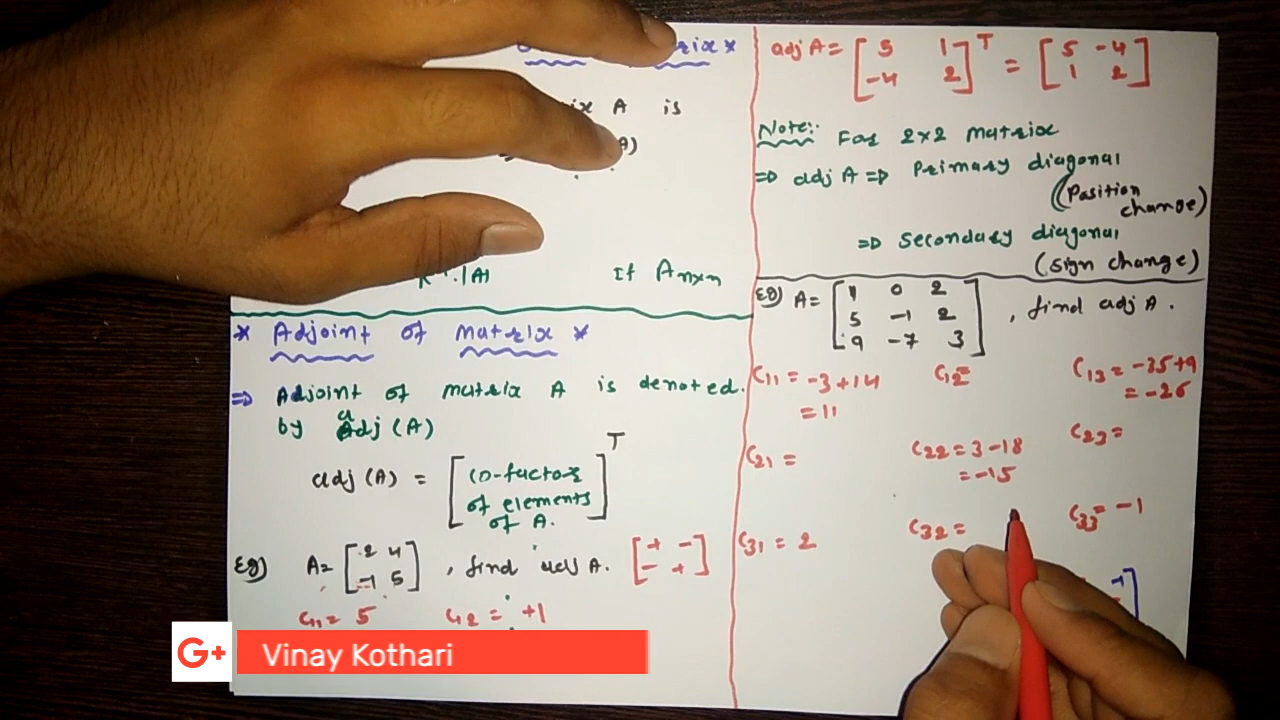 is
A)
If Anxn
* Adjoint of Matrix *
⇒ Adjoint of matrix A is denoted.
by adj (A)
adj (A) = [co-factors of elements of A.]ᵀ
Eg) A= [2 4
-1 5] , find adj A. [+ -
- +]
C11 = 5 C12 = +1
adj A = [5 1
-4 2]ᵀ = [5 -4
1 2]
Note:- For 2×2 Matrix
⇒ adj A ⇒ Primary diagonal
(Position
change)
⇒ Secondary diagonal
(sign change)
Eg) A= [1 0 2
5 -1 2
9 -7 3] , find adj A.
C11 = -3+14 C12= C13 = -35+9
= 11 = -26
C21 = C22 = 3-18 C23=
= -15
C31 = 2 C32 = C33= -1
G+ Vinay Kothari